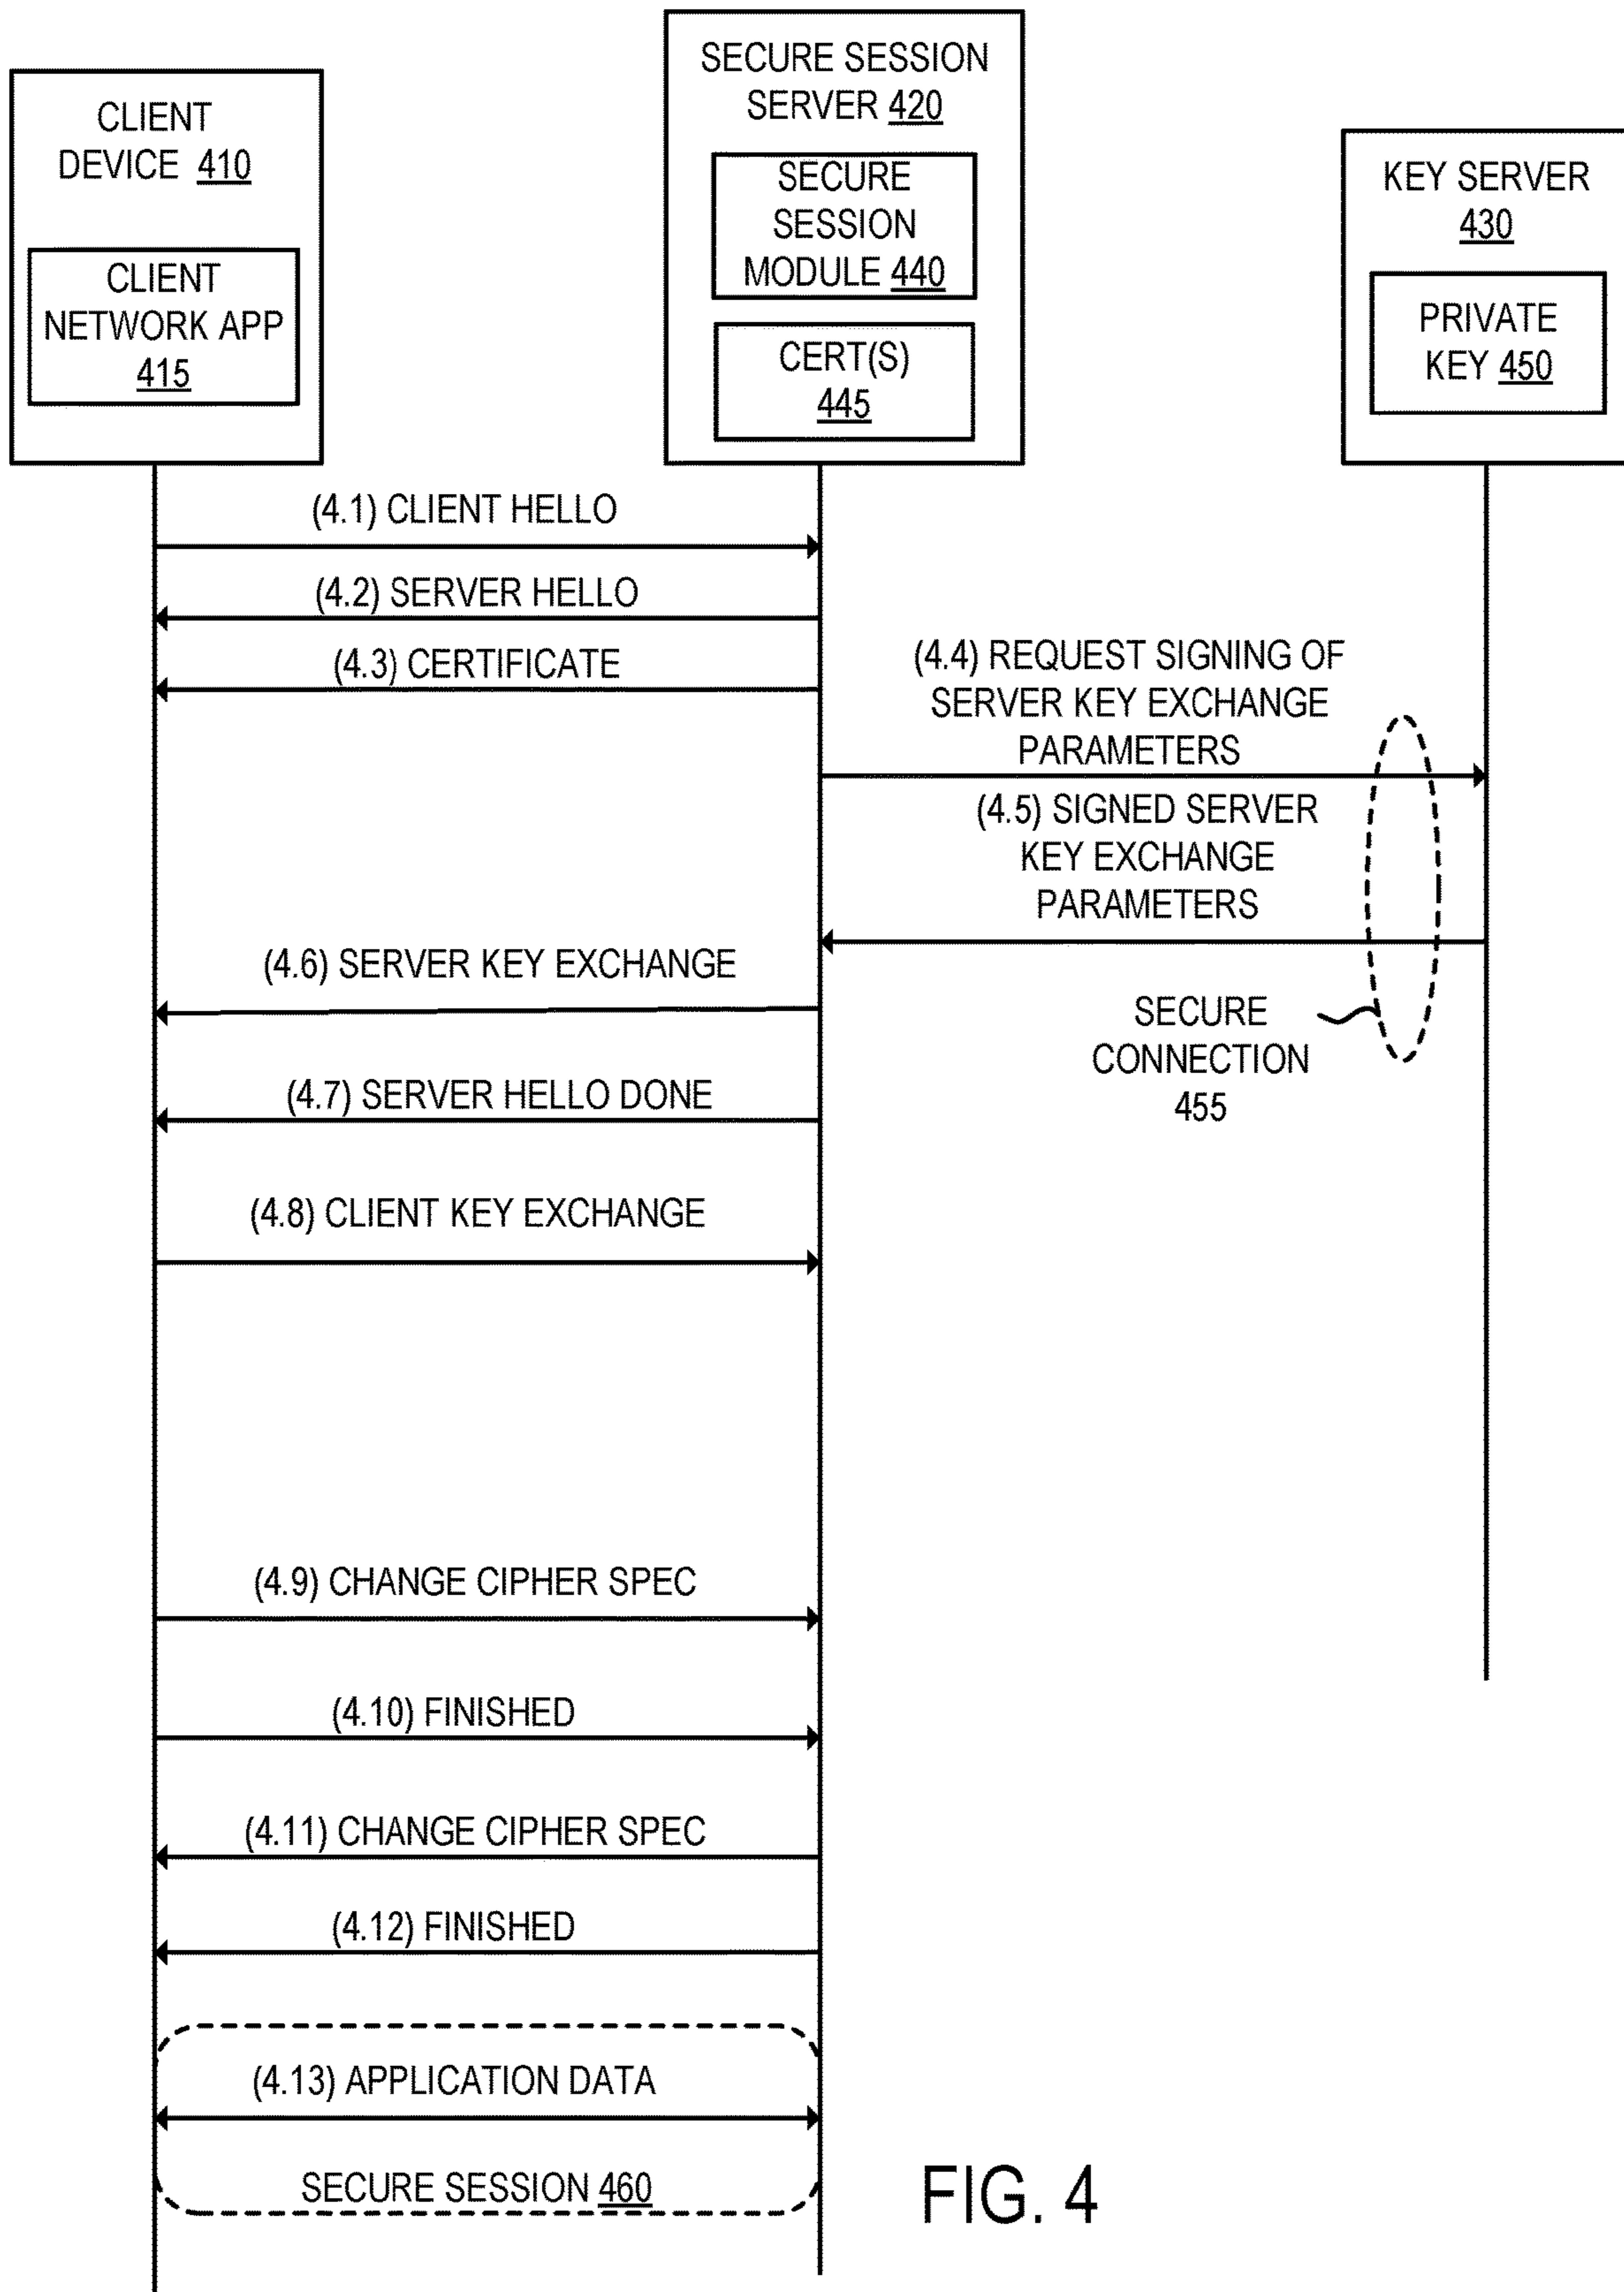 CLIENT
DEVICE 410
CLIENT
NETWORK APP
415
SECURE SESSION
SERVER 420
SECURE
SESSION
MODULE 440
CERT(S)
445
KEY SERVER
430
PRIVATE
KEY 450
(4.1) CLIENT HELLO
(4.2) SERVER HELLO
(4.3) CERTIFICATE
(4.4) REQUEST SIGNING OF
SERVER KEY EXCHANGE
PARAMETERS
(4.5) SIGNED SERVER
KEY EXCHANGE
PARAMETERS
(4.6) SERVER KEY EXCHANGE
SECURE
CONNECTION
455
(4.7) SERVER HELLO DONE
(4.8) CLIENT KEY EXCHANGE
(4.9) CHANGE CIPHER SPEC
(4.10) FINISHED
(4.11) CHANGE CIPHER SPEC
(4.12) FINISHED
(4.13) APPLICATION DATA
SECURE SESSION 460
FIG. 4